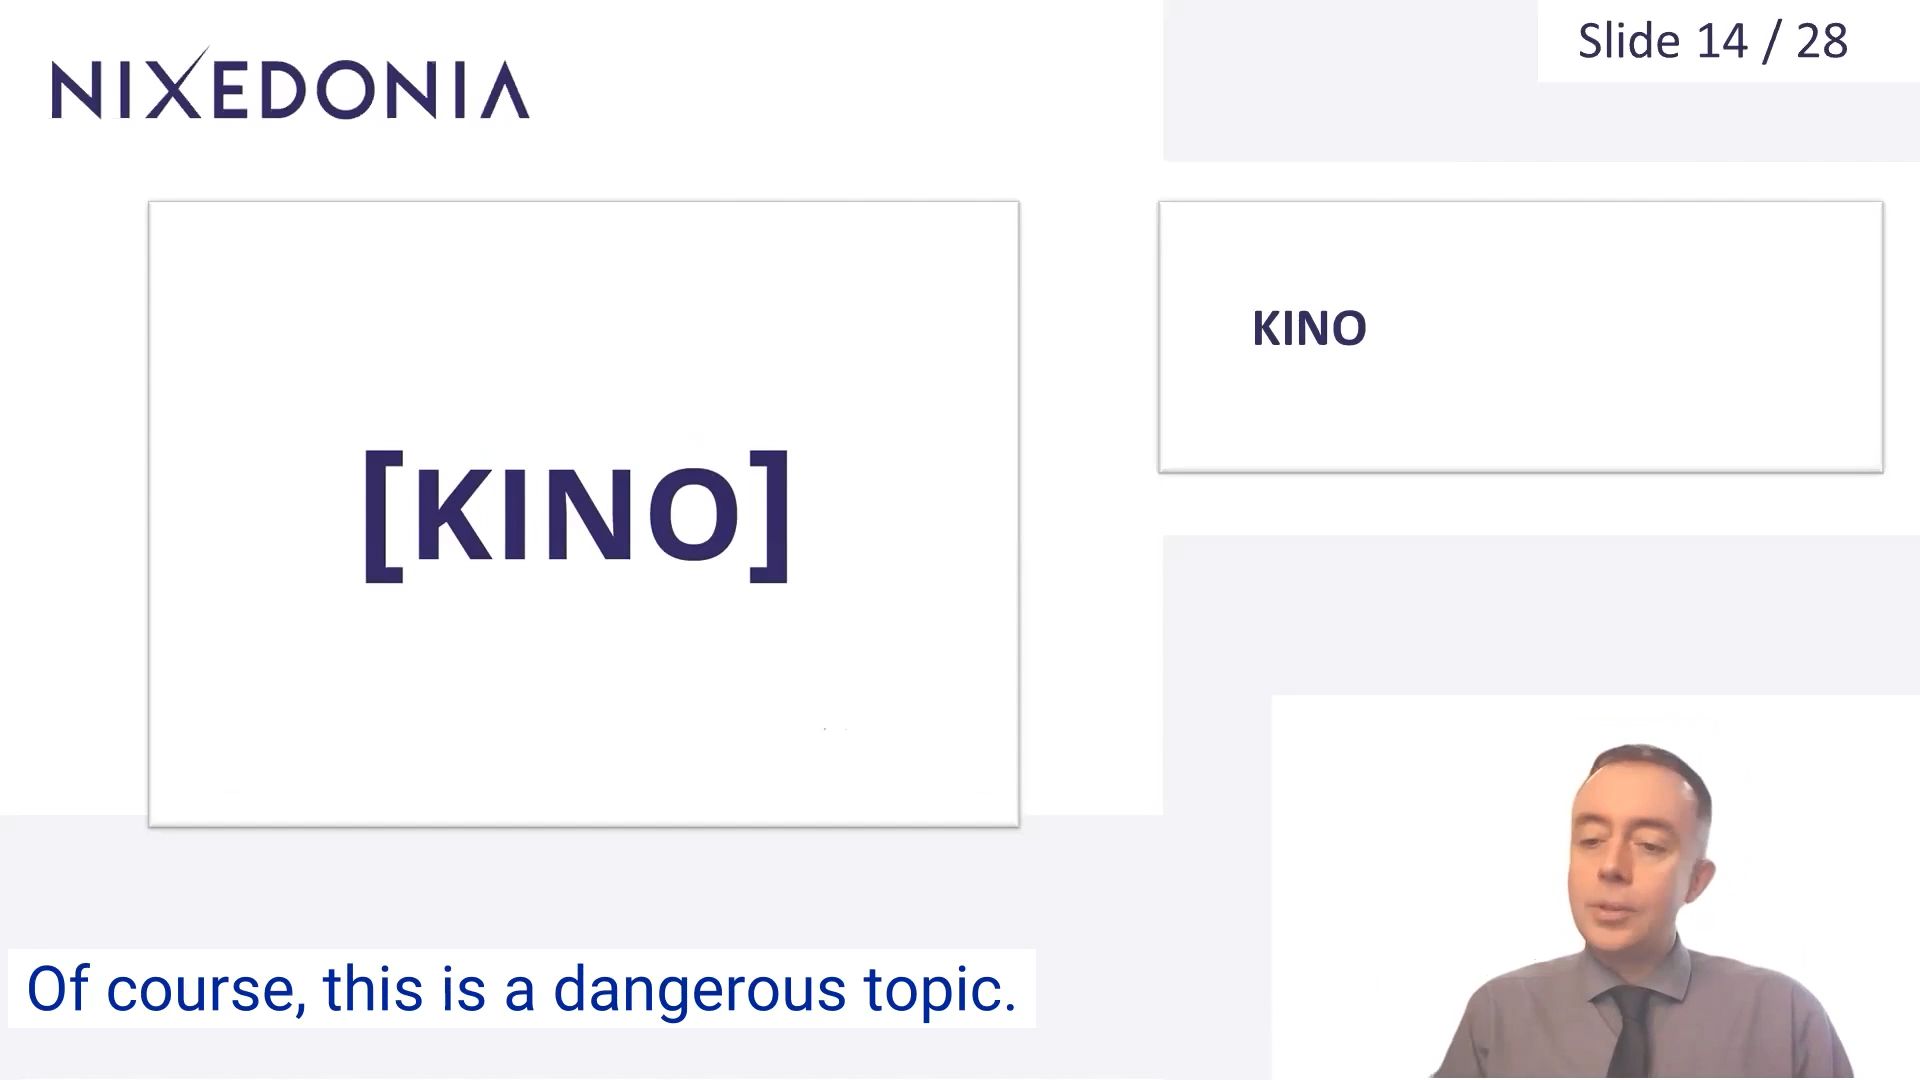 NIXEDONIA
Slide 14 / 28
[KINO]
KINO
Of course, this is a dangerous topic.